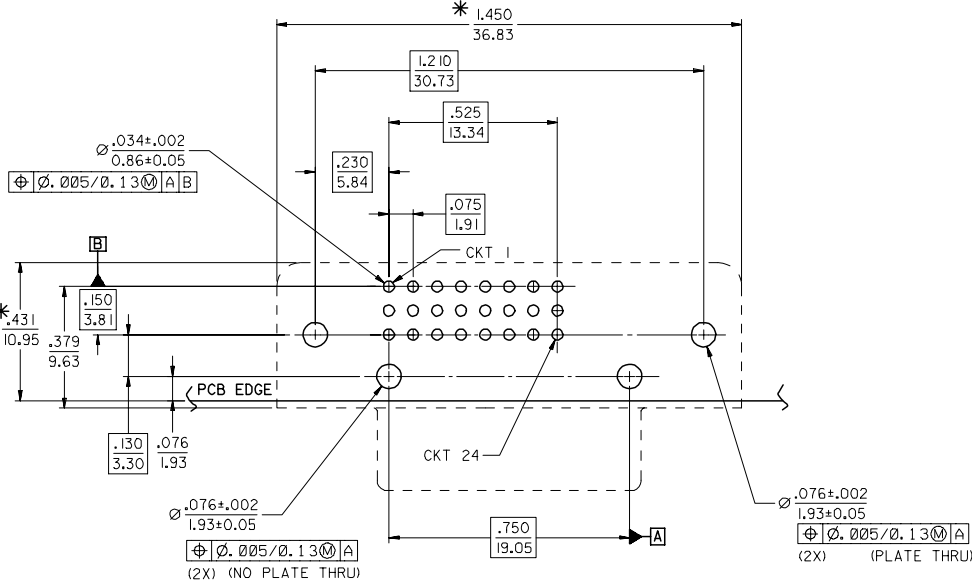 * 1.450
36.83
1.210
30.73
.525
13.34
⌀ .034±.002
0.86±0.05
⌖ Ø.005/0.13Ⓜ A B
.230
5.84
.075
1.91
CKT 1
B
.150
3.81
* .431
10.95
.379
9.63
PCB EDGE
.130
3.30
.076
1.93
CKT 24
⌀ .076±.002
1.93±0.05
⌖ Ø.005/0.13Ⓜ A
(2X) (NO PLATE THRU)
.750
19.05
A
⌀ .076±.002
1.93±0.05
⌖ Ø.005/0.13Ⓜ A
(2X) (PLATE THRU)